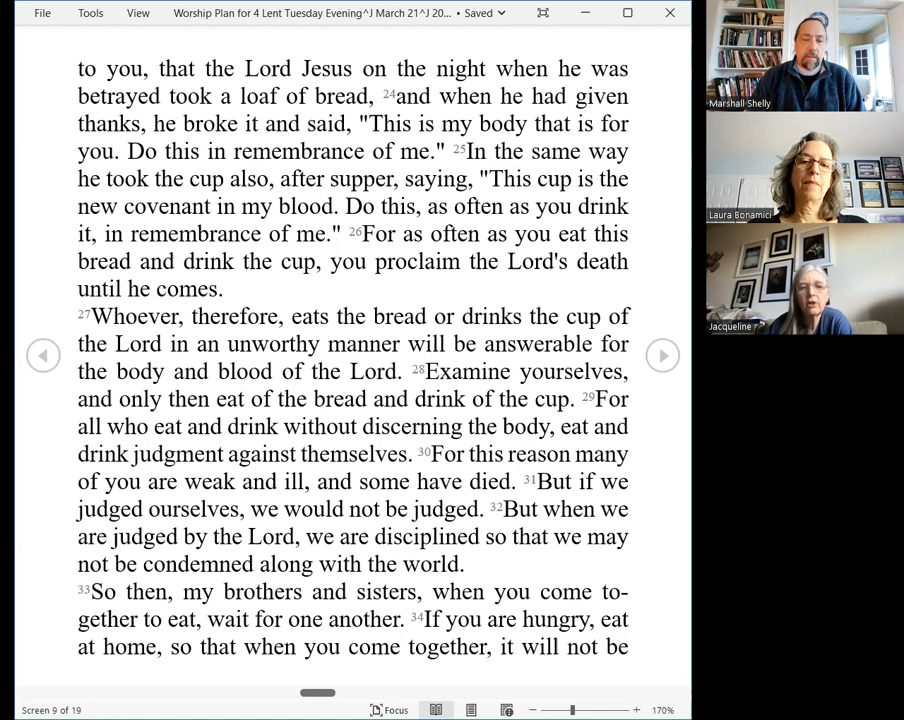 File Tools View Worship Plan for 4 Lent Tuesday Evening^J March 21^J 20... • Saved
to you, that the Lord Jesus on the night when he was
betrayed took a loaf of bread, 24and when he had given
thanks, he broke it and said, "This is my body that is for
you. Do this in remembrance of me." 25In the same way
he took the cup also, after supper, saying, "This cup is the
new covenant in my blood. Do this, as often as you drink
it, in remembrance of me." 26For as often as you eat this
bread and drink the cup, you proclaim the Lord's death
until he comes.
27Whoever, therefore, eats the bread or drinks the cup of
the Lord in an unworthy manner will be answerable for
the body and blood of the Lord. 28Examine yourselves,
and only then eat of the bread and drink of the cup. 29For
all who eat and drink without discerning the body, eat and
drink judgment against themselves. 30For this reason many
of you are weak and ill, and some have died. 31But if we
judged ourselves, we would not be judged. 32But when we
are judged by the Lord, we are disciplined so that we may
not be condemned along with the world.
33So then, my brothers and sisters, when you come to-
gether to eat, wait for one another. 34If you are hungry, eat
at home, so that when you come together, it will not be
Screen 9 of 19 Focus 170%
Marshall Shelly
Laura Bonamici
Jacqueline